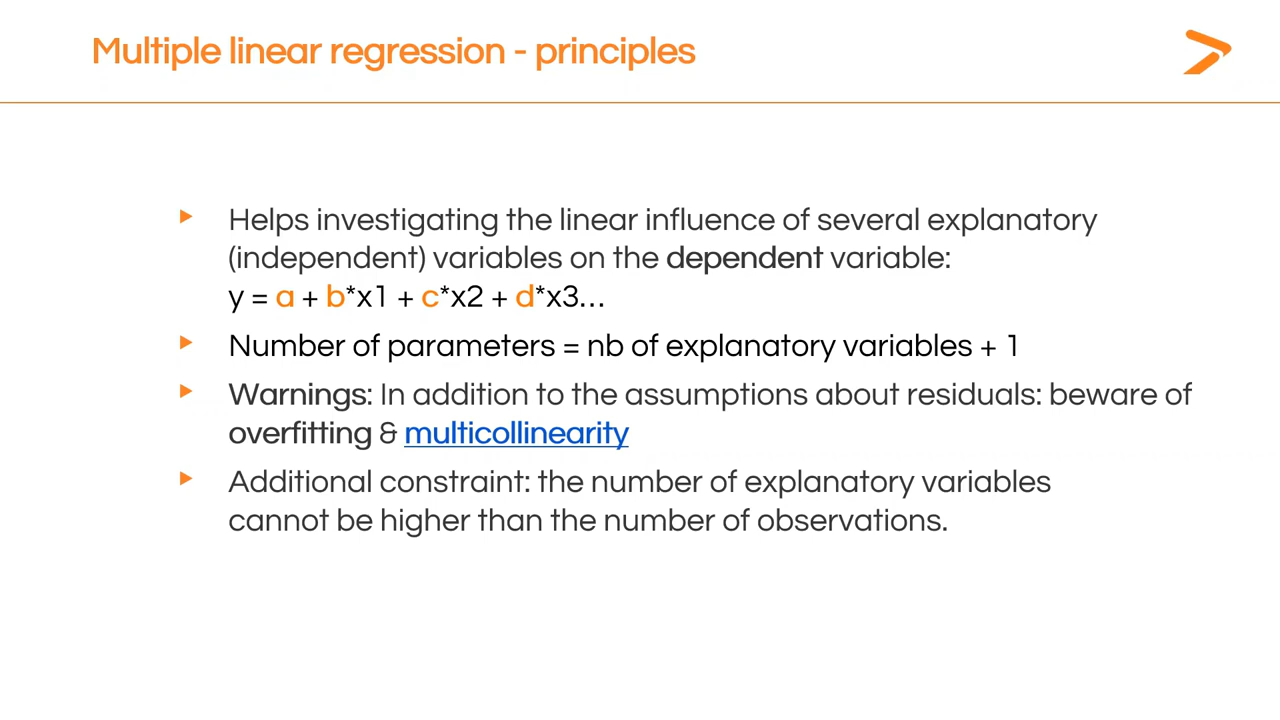 Multiple linear regression - principles
Helps investigating the linear influence of several explanatory
(independent) variables on the dependent variable:
y = a + b*x1 + c*x2 + d*x3...
Number of parameters = nb of explanatory variables + 1
Warnings: In addition to the assumptions about residuals: beware of
overfitting & multicollinearity
Additional constraint: the number of explanatory variables
cannot be higher than the number of observations.